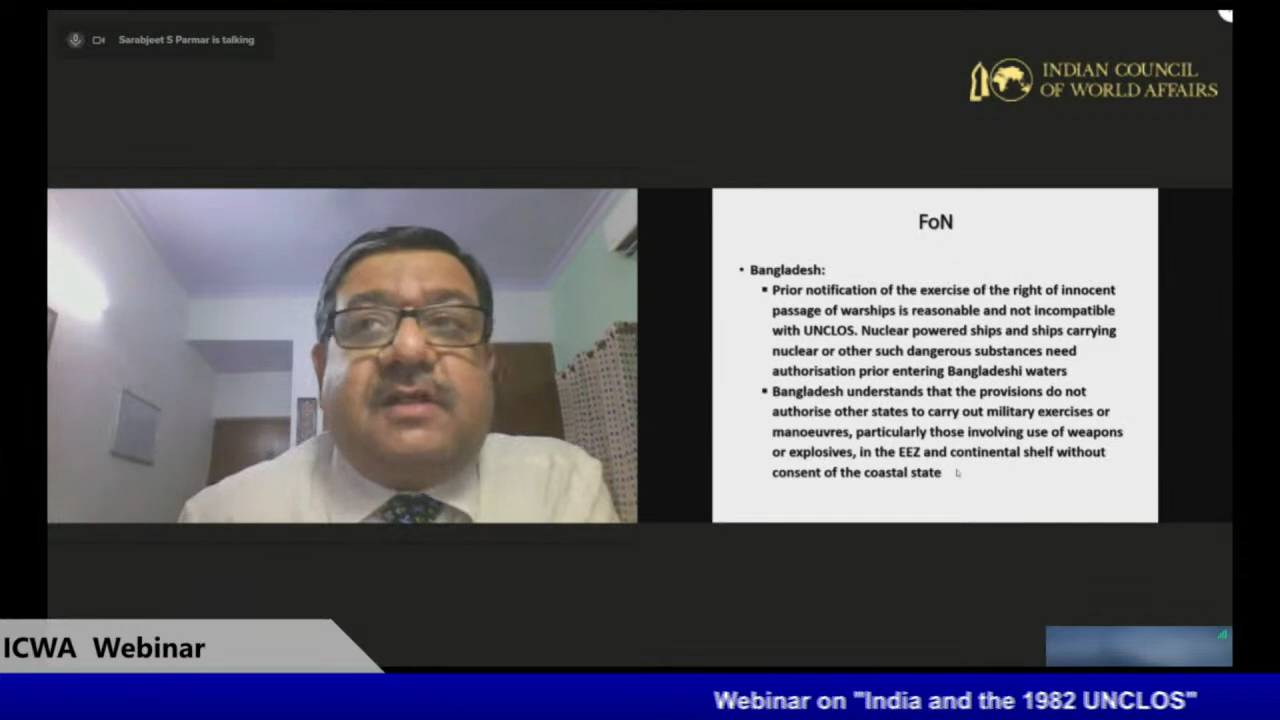 Sarabjeet S Parmar is talking
INDIAN COUNCIL
OF WORLD AFFAIRS
FoN
• Bangladesh:
▪ Prior notification of the exercise of the right of innocent
passage of warships is reasonable and not incompatible
with UNCLOS. Nuclear powered ships and ships carrying
nuclear or other such dangerous substances need
authorisation prior entering Bangladeshi waters
▪ Bangladesh understands that the provisions do not
authorise other states to carry out military exercises or
manoeuvres, particularly those involving use of weapons
or explosives, in the EEZ and continental shelf without
consent of the coastal state
ICWA Webinar
Webinar on "India and the 1982 UNCLOS"